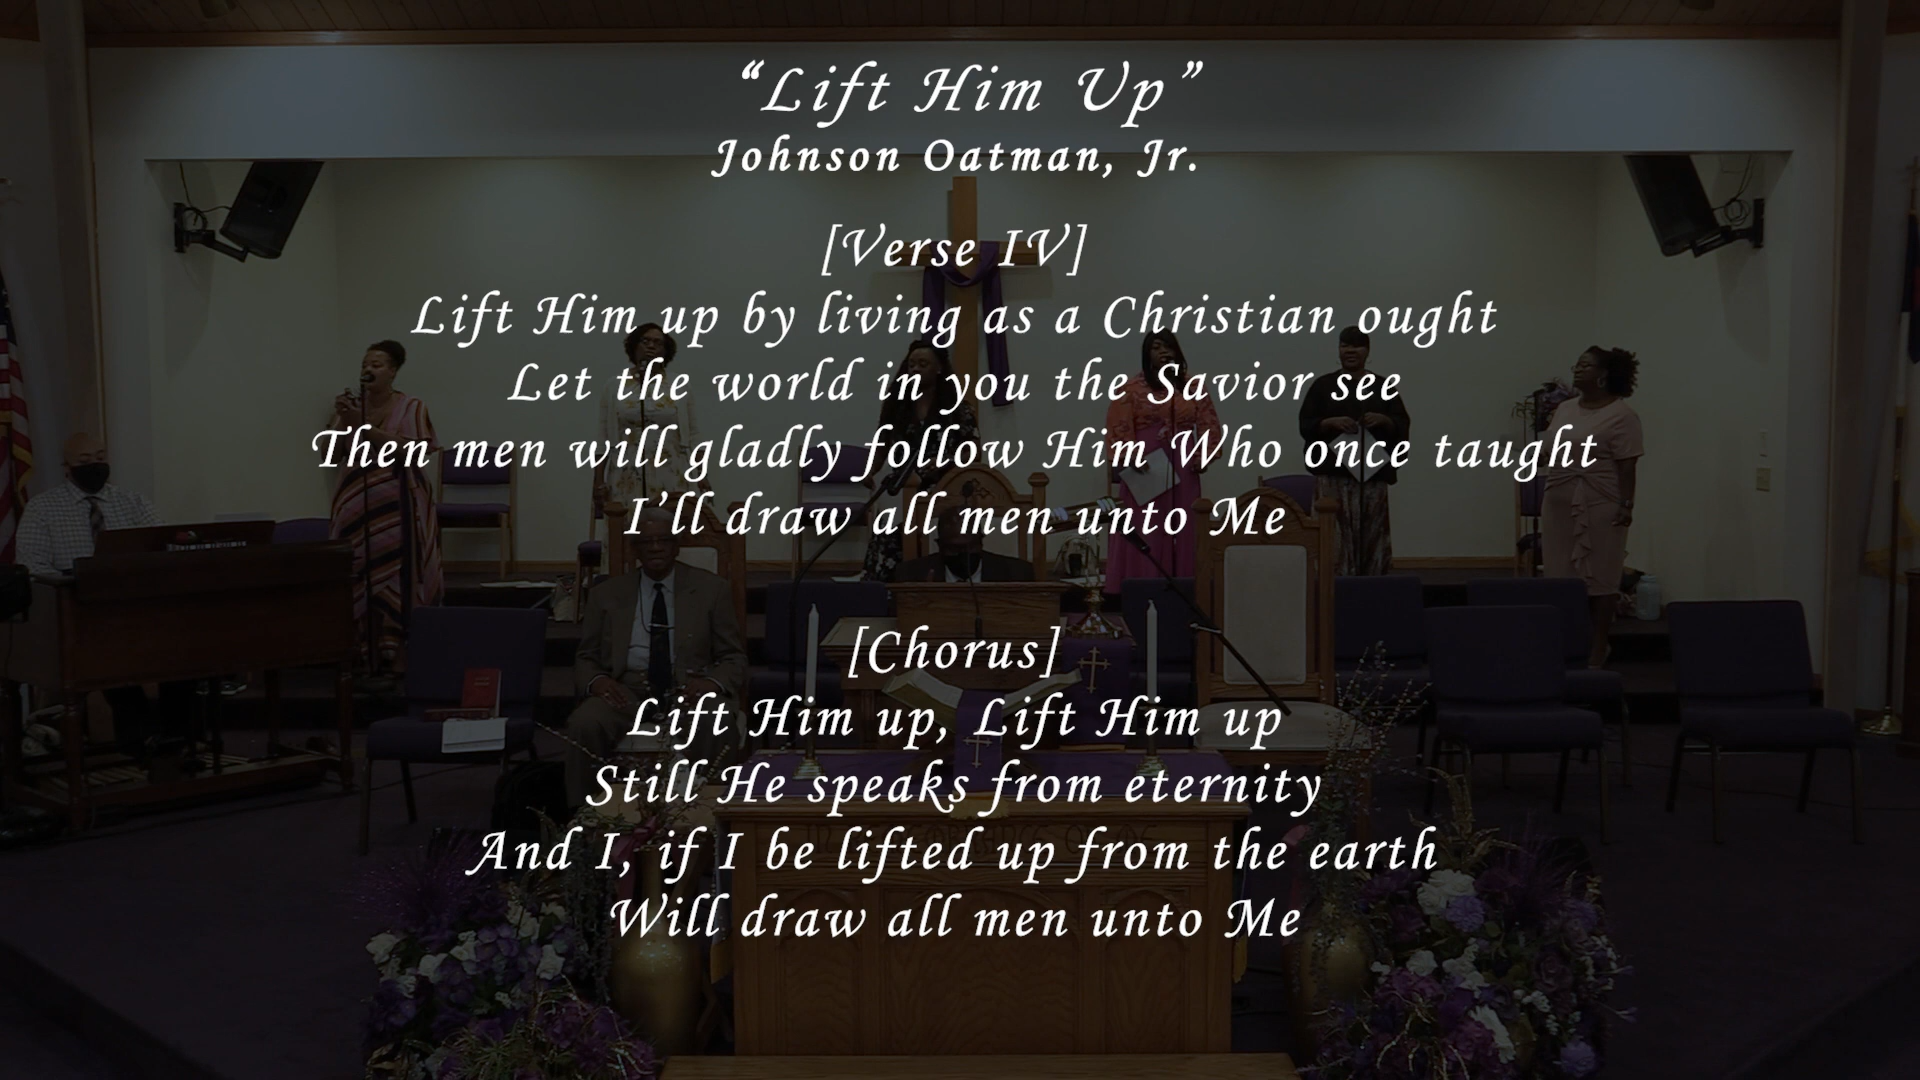 “Lift Him Up”
Johnson Oatman, Jr.
[Verse IV]
Lift Him up by living as a Christian ought
Let the world in you the Savior see
Then men will gladly follow Him Who once taught
I’ll draw all men unto Me
[Chorus]
Lift Him up, Lift Him up
Still He speaks from eternity
And I, if I be lifted up from the earth
Will draw all men unto Me